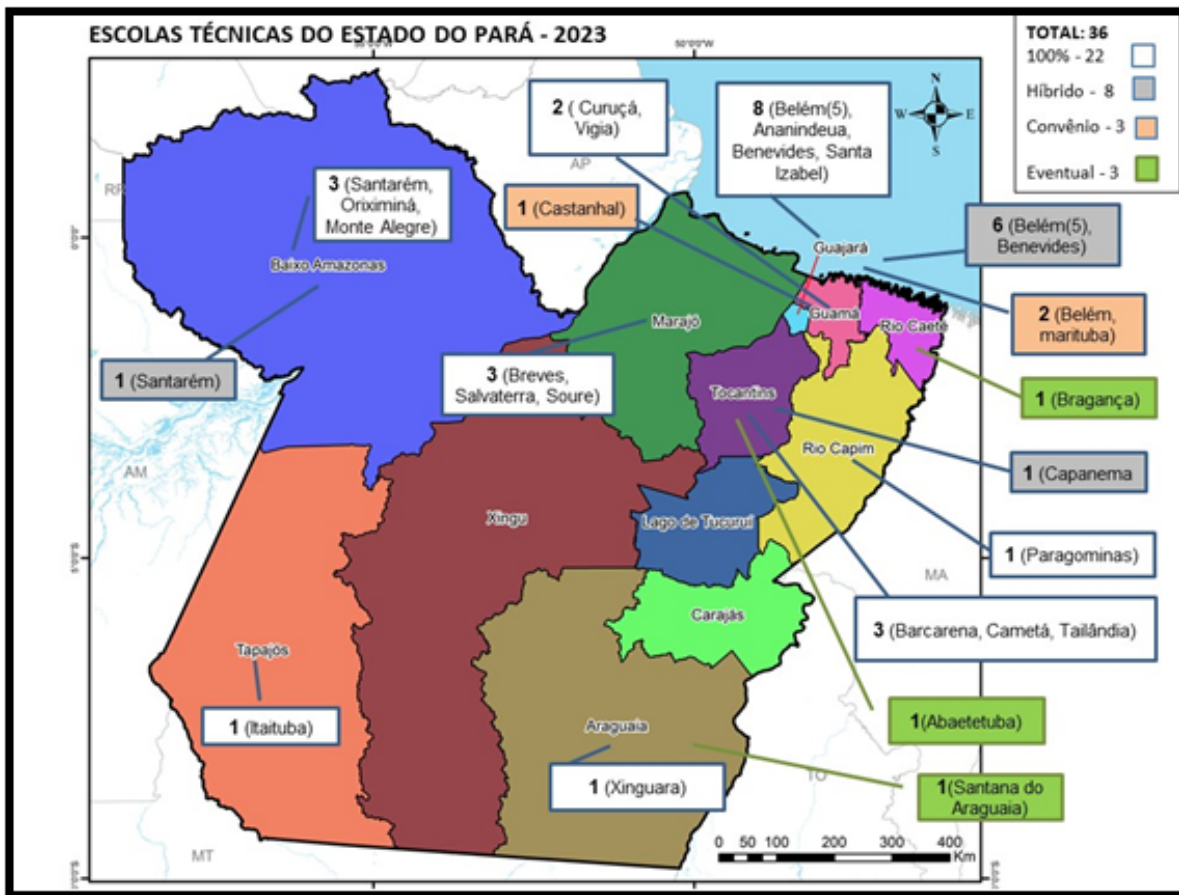 ESCOLAS TÉCNICAS DO ESTADO DO PARÁ - 2023
TOTAL: 36
100% - 22
Híbrido - 8
Convênio - 3
Eventual - 3
N
W
E
S
2 ( Curuçá,
Vigia)
8 (Belém(5),
Ananindeua,
Benevides, Santa
Izabel)
AP
3 (Santarém,
Oriximiná,
Monte Alegre)
1 (Castanhal)
6 (Belém(5),
Benevides)
Guajará
Baixo Amazonas
Marajó
Guamá
Rio Caeté
2 (Belém,
marituba)
1 (Santarém)
3 (Breves,
Salvaterra, Soure)
Tocantins
1 (Bragança)
AM
Rio Capim
1 (Capanema
Xingu
Lago de Tucuruí
1 (Paragominas)
MA
Carajás
3 (Barcarena, Cametá, Tailândia)
Tapajós
1 (Itaituba)
Araguaia
1(Abaetetuba)
1 (Xinguara)
TO
1(Santana do
Araguaia)
MT
0 50 100 200 300 400
Km